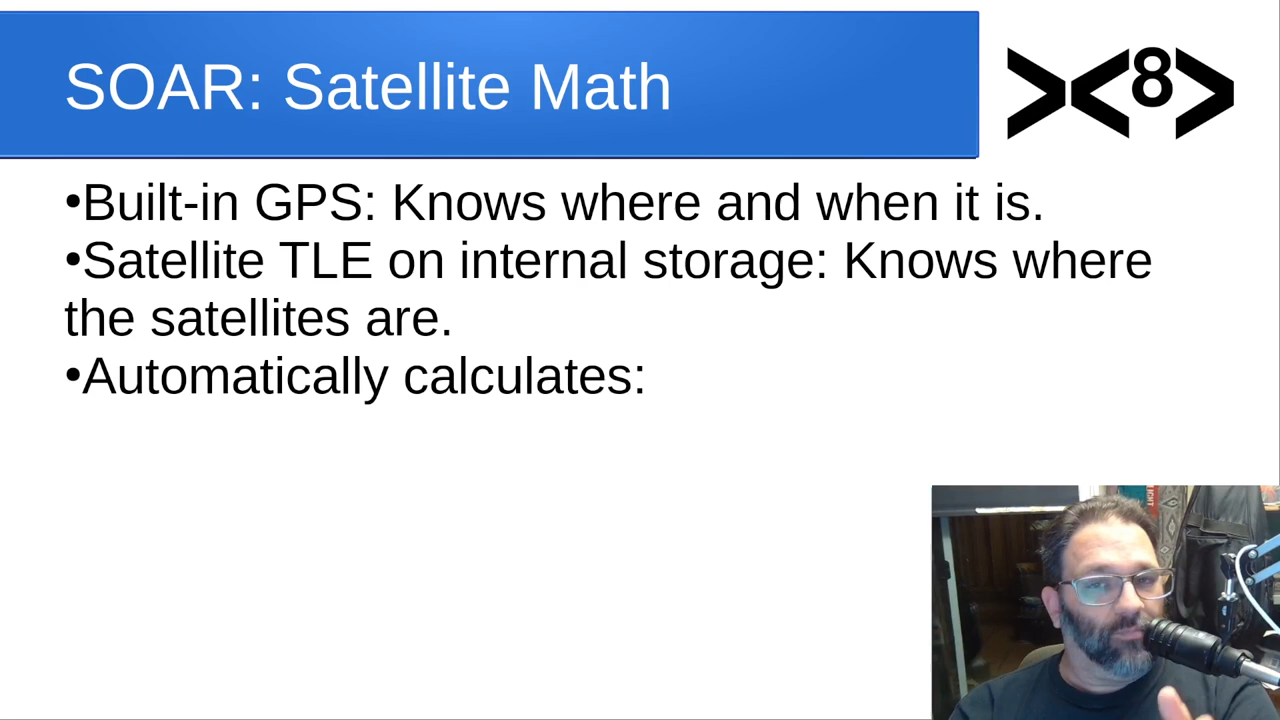 SOAR: Satellite Math
><8>
•Built-in GPS: Knows where and when it is.
•Satellite TLE on internal storage: Knows where
the satellites are.
•Automatically calculates: